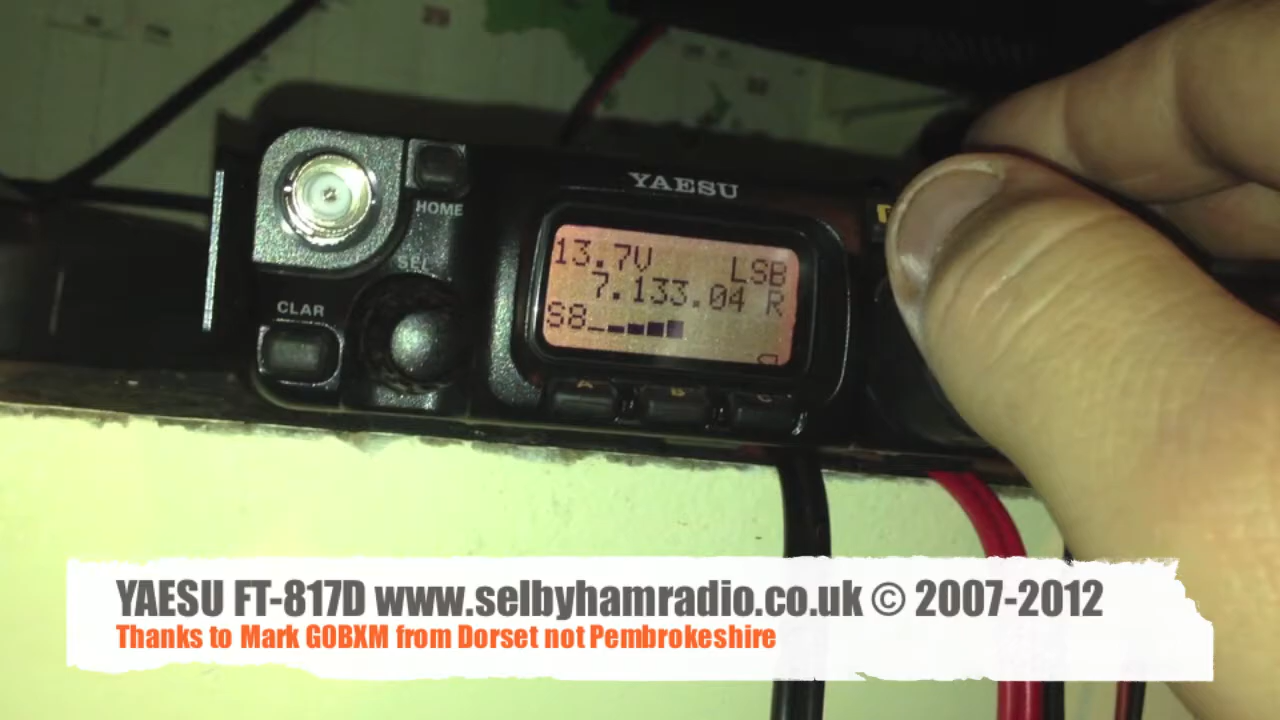 YAESU
HOME
SEL
CLAR
13.7V LSB
7.133.04 R
S8
A B C
YAESU FT-817D www.selbyhamradio.co.uk © 2007-2012
Thanks to Mark G0BXM from Dorset not Pembrokeshire